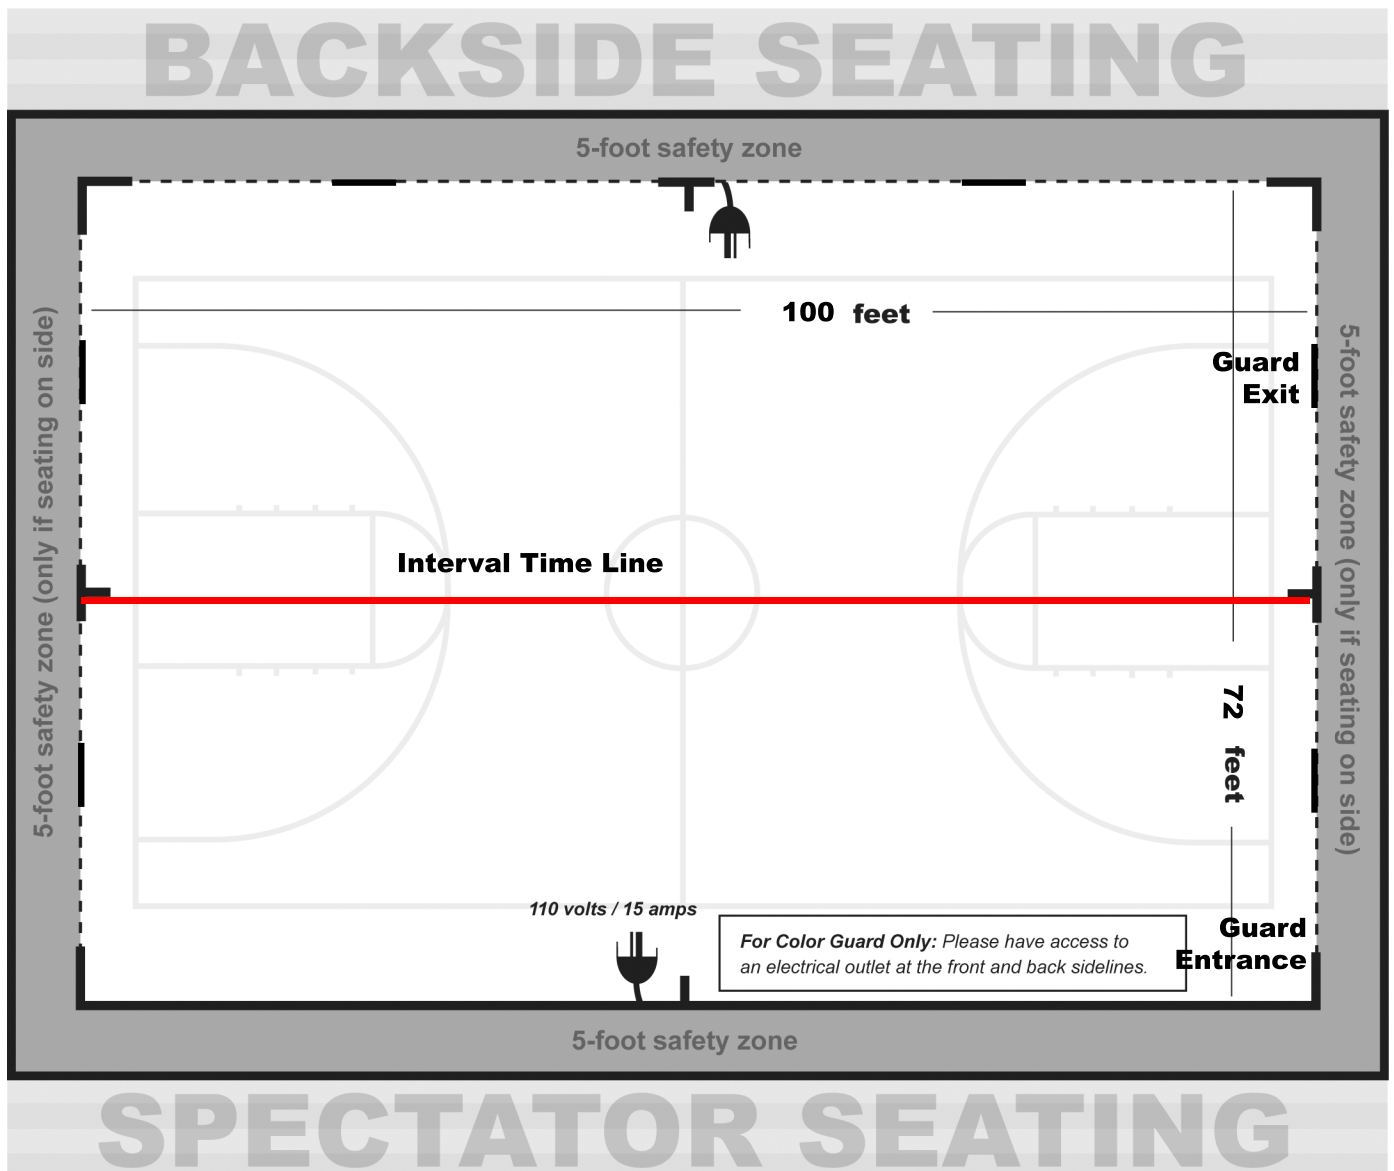 BACKSIDE SEATING
5-foot safety zone
100 feet
Guard
Exit
5-foot safety zone (only if seating on side)
5-foot safety zone (only if seating on side)
Interval Time Line
72 feet
110 volts / 15 amps
For Color Guard Only: Please have access to
an electrical outlet at the front and back sidelines.
Guard
Entrance
5-foot safety zone
SPECTATOR SEATING